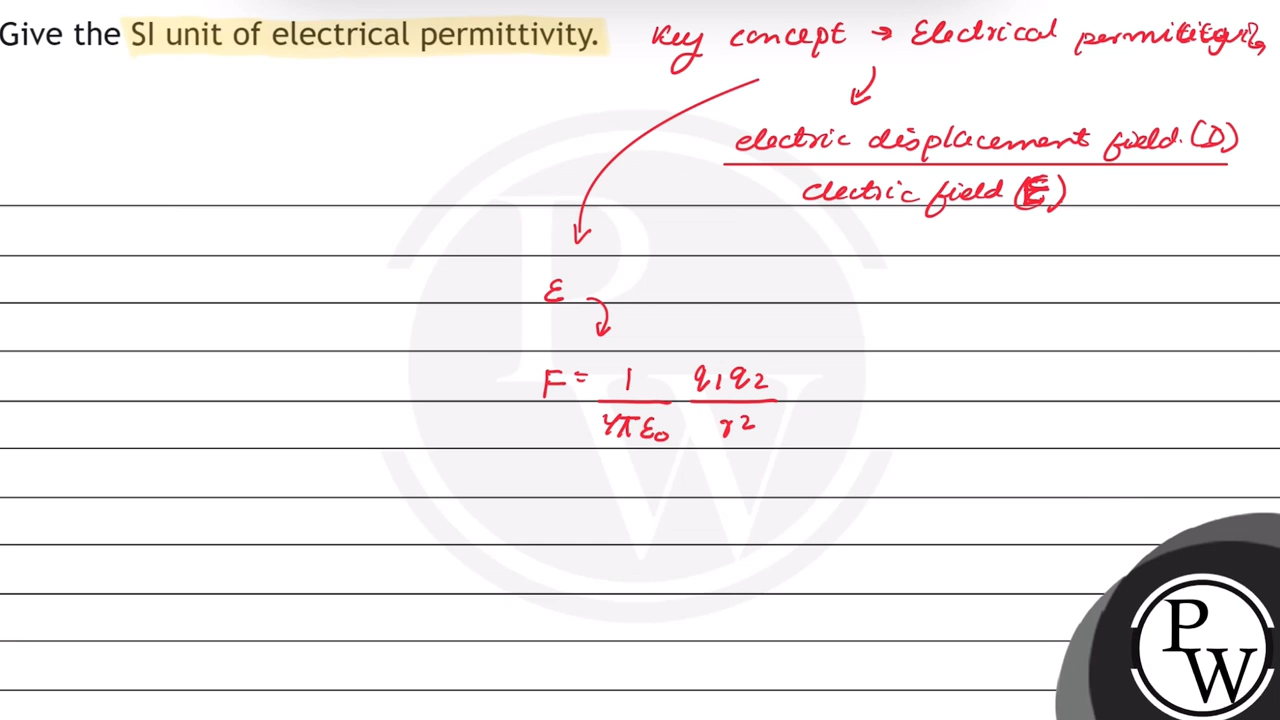 Give the SI unit of electrical permittivity.
Key concept → Electrical
electric displacement field. (D)
electric field (E)
ε
F = 1 q1q2
4πε0 r2
P
W
P
W